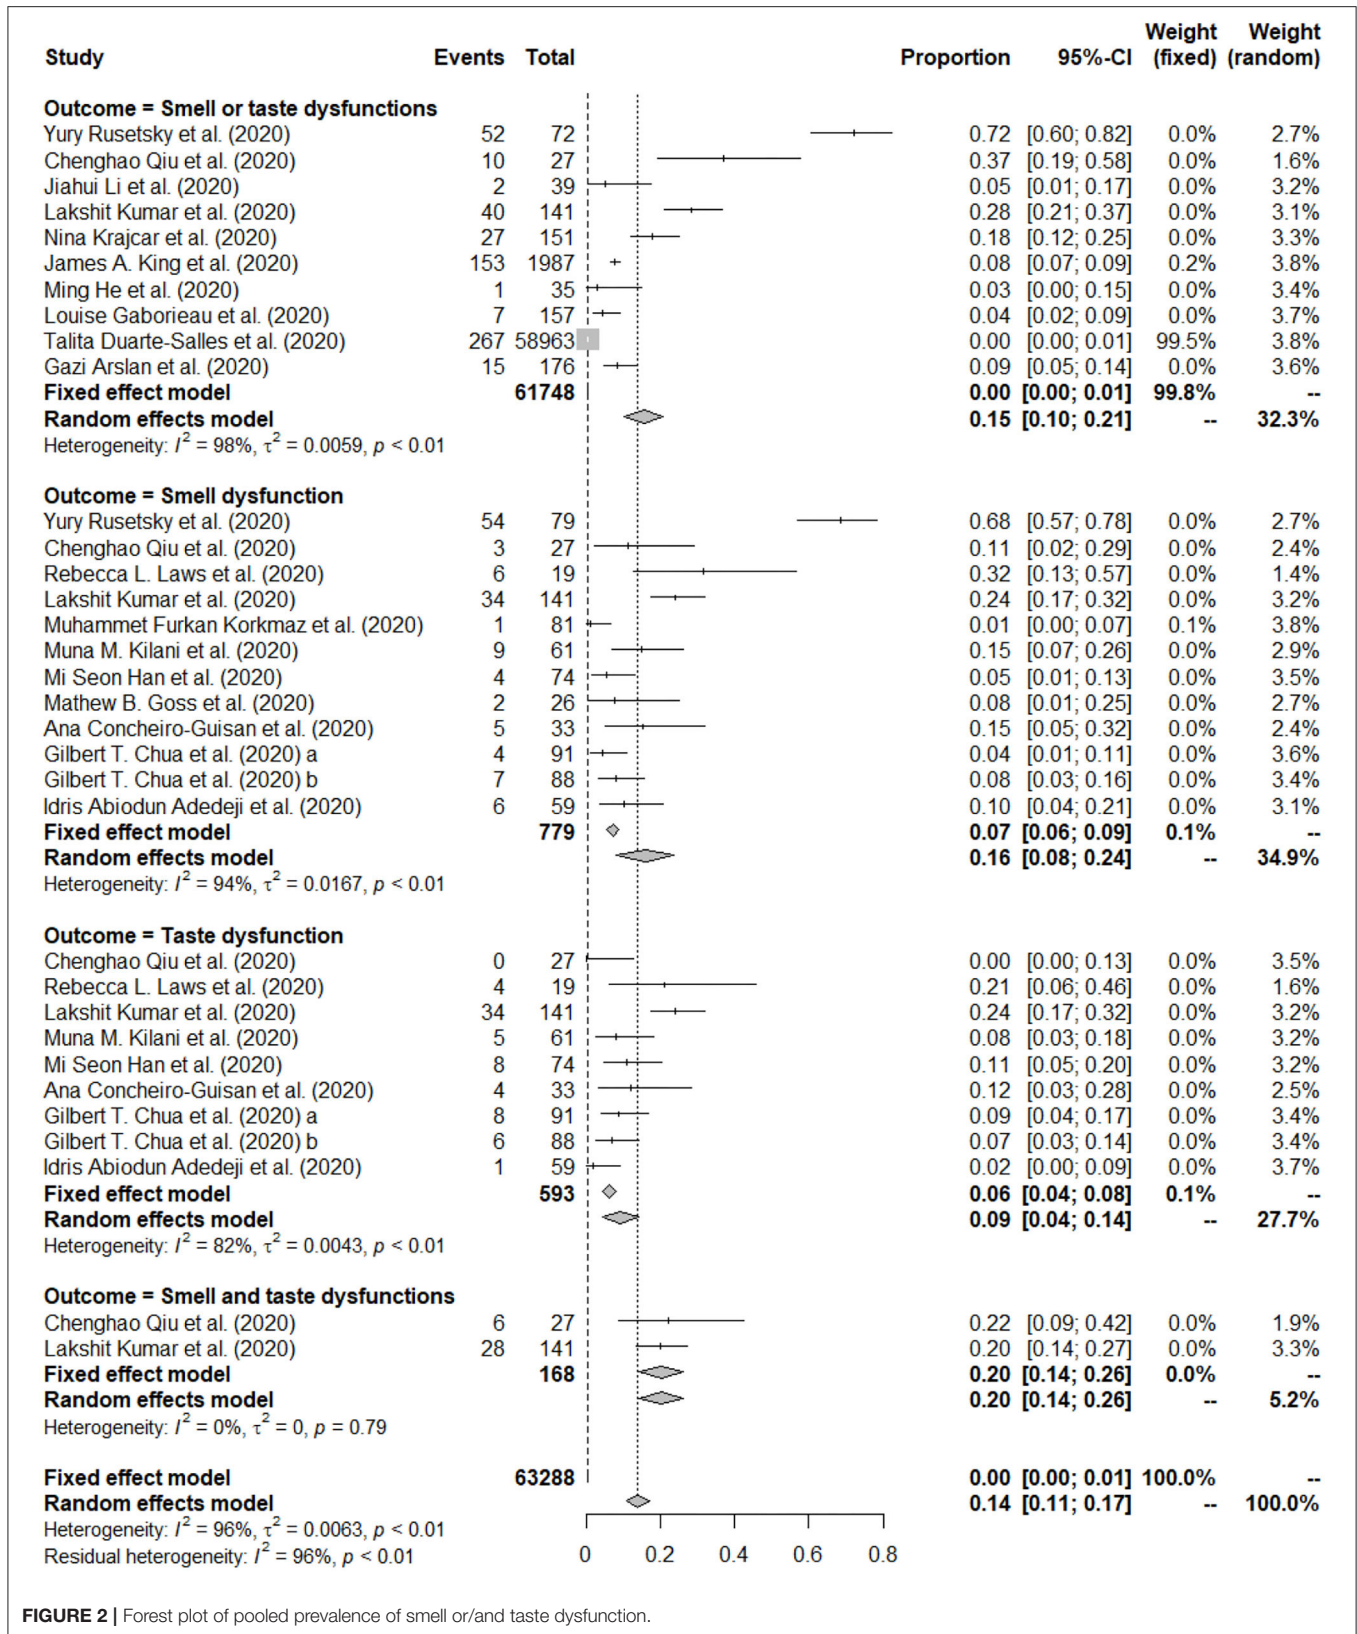 Weight Weight
Study Events Total Proportion 95%-CI (fixed) (random)
Outcome = Smell or taste dysfunctions
Yury Rusetsky et al. (2020) 52 72 0.72 [0.60; 0.82] 0.0% 2.7%
Chenghao Qiu et al. (2020) 10 27 0.37 [0.19; 0.58] 0.0% 1.6%
Jiahui Li et al. (2020) 2 39 0.05 [0.01; 0.17] 0.0% 3.2%
Lakshit Kumar et al. (2020) 40 141 0.28 [0.21; 0.37] 0.0% 3.1%
Nina Krajcar et al. (2020) 27 151 0.18 [0.12; 0.25] 0.0% 3.3%
James A. King et al. (2020) 153 1987 0.08 [0.07; 0.09] 0.2% 3.8%
Ming He et al. (2020) 1 35 0.03 [0.00; 0.15] 0.0% 3.4%
Louise Gaborieau et al. (2020) 7 157 0.04 [0.02; 0.09] 0.0% 3.7%
Talita Duarte-Salles et al. (2020) 267 58963 0.00 [0.00; 0.01] 99.5% 3.8%
Gazi Arslan et al. (2020) 15 176 0.09 [0.05; 0.14] 0.0% 3.6%
Fixed effect model 61748 0.00 [0.00; 0.01] 99.8% --
Random effects model 0.15 [0.10; 0.21] -- 32.3%
Heterogeneity: I² = 98%, τ² = 0.0059, p < 0.01
Outcome = Smell dysfunction
Yury Rusetsky et al. (2020) 54 79 0.68 [0.57; 0.78] 0.0% 2.7%
Chenghao Qiu et al. (2020) 3 27 0.11 [0.02; 0.29] 0.0% 2.4%
Rebecca L. Laws et al. (2020) 6 19 0.32 [0.13; 0.57] 0.0% 1.4%
Lakshit Kumar et al. (2020) 34 141 0.24 [0.17; 0.32] 0.0% 3.2%
Muhammet Furkan Korkmaz et al. (2020) 1 81 0.01 [0.00; 0.07] 0.1% 3.8%
Muna M. Kilani et al. (2020) 9 61 0.15 [0.07; 0.26] 0.0% 2.9%
Mi Seon Han et al. (2020) 4 74 0.05 [0.01; 0.13] 0.0% 3.5%
Mathew B. Goss et al. (2020) 2 26 0.08 [0.01; 0.25] 0.0% 2.7%
Ana Concheiro-Guisan et al. (2020) 5 33 0.15 [0.05; 0.32] 0.0% 2.4%
Gilbert T. Chua et al. (2020) a 4 91 0.04 [0.01; 0.11] 0.0% 3.6%
Gilbert T. Chua et al. (2020) b 7 88 0.08 [0.03; 0.16] 0.0% 3.4%
Idris Abiodun Adedeji et al. (2020) 6 59 0.10 [0.04; 0.21] 0.0% 3.1%
Fixed effect model 779 0.07 [0.06; 0.09] 0.1% --
Random effects model 0.16 [0.08; 0.24] -- 34.9%
Heterogeneity: I² = 94%, τ² = 0.0167, p < 0.01
Outcome = Taste dysfunction
Chenghao Qiu et al. (2020) 0 27 0.00 [0.00; 0.13] 0.0% 3.5%
Rebecca L. Laws et al. (2020) 4 19 0.21 [0.06; 0.46] 0.0% 1.6%
Lakshit Kumar et al. (2020) 34 141 0.24 [0.17; 0.32] 0.0% 3.2%
Muna M. Kilani et al. (2020) 5 61 0.08 [0.03; 0.18] 0.0% 3.2%
Mi Seon Han et al. (2020) 8 74 0.11 [0.05; 0.20] 0.0% 3.2%
Ana Concheiro-Guisan et al. (2020) 4 33 0.12 [0.03; 0.28] 0.0% 2.5%
Gilbert T. Chua et al. (2020) a 8 91 0.09 [0.04; 0.17] 0.0% 3.4%
Gilbert T. Chua et al. (2020) b 6 88 0.07 [0.03; 0.14] 0.0% 3.4%
Idris Abiodun Adedeji et al. (2020) 1 59 0.02 [0.00; 0.09] 0.0% 3.7%
Fixed effect model 593 0.06 [0.04; 0.08] 0.1% --
Random effects model 0.09 [0.04; 0.14] -- 27.7%
Heterogeneity: I² = 82%, τ² = 0.0043, p < 0.01
Outcome = Smell and taste dysfunctions
Chenghao Qiu et al. (2020) 6 27 0.22 [0.09; 0.42] 0.0% 1.9%
Lakshit Kumar et al. (2020) 28 141 0.20 [0.14; 0.27] 0.0% 3.3%
Fixed effect model 168 0.20 [0.14; 0.26] 0.0% --
Random effects model 0.20 [0.14; 0.26] -- 5.2%
Heterogeneity: I² = 0%, τ² = 0, p = 0.79
Fixed effect model 63288 0.00 [0.00; 0.01] 100.0% --
Random effects model 0.14 [0.11; 0.17] -- 100.0%
Heterogeneity: I² = 96%, τ² = 0.0063, p < 0.01
Residual heterogeneity: I² = 96%, p < 0.01
0 0.2 0.4 0.6 0.8
FIGURE 2 | Forest plot of pooled prevalence of smell or/and taste dysfunction.